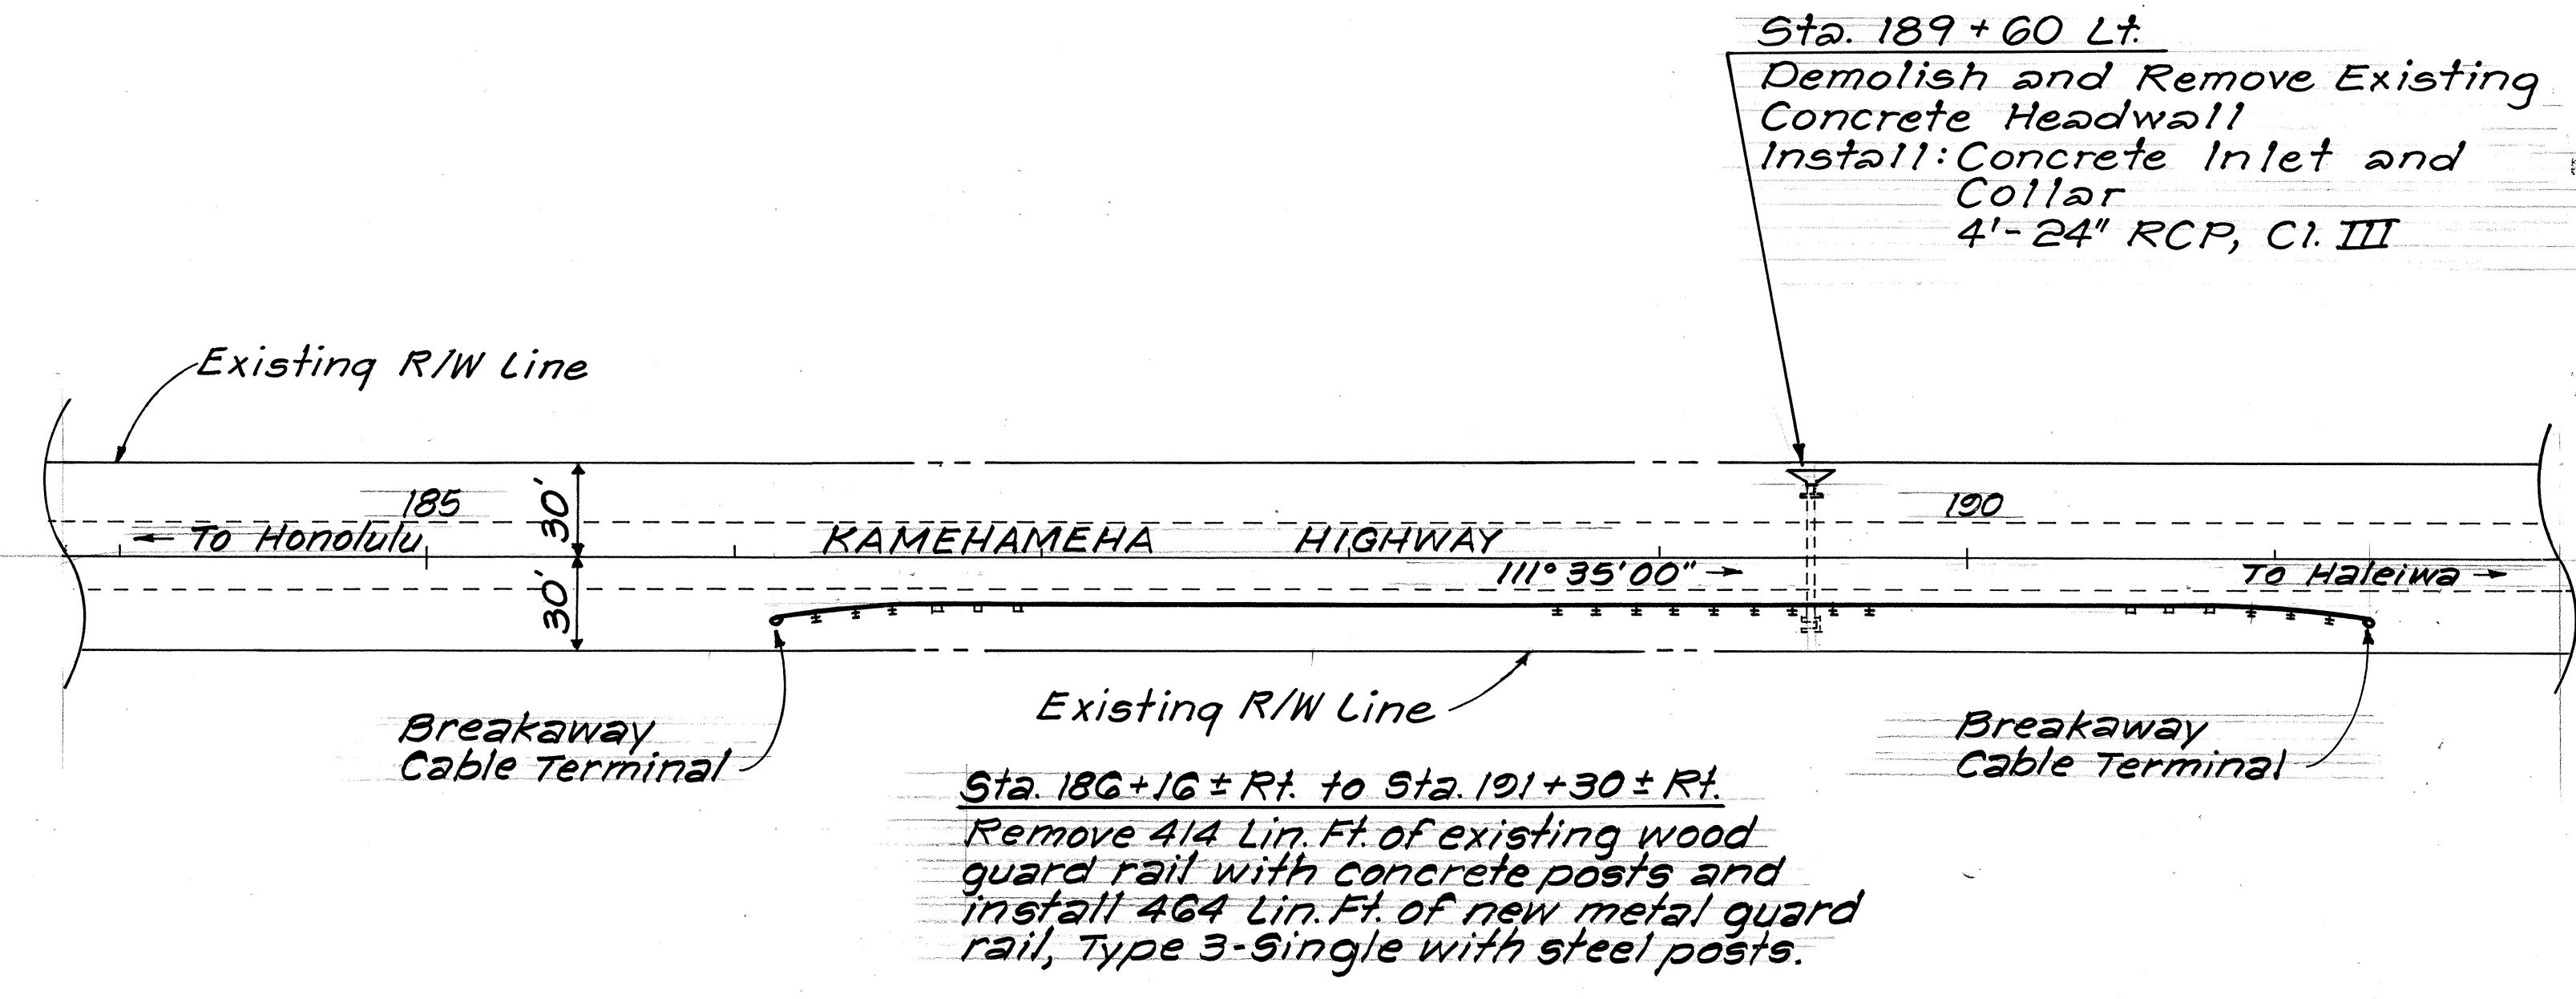 Sta. 189 + 60 Lt.
Demolish and Remove Existing
Concrete Headwall
Install: Concrete Inlet and
Collar
4'- 24" RCP, Cl. III
Existing R/W Line
185
30'
190
← To Honolulu
KAMEHAMEHA HIGHWAY
111° 35' 00" →
To Haleiwa →
30'
Existing R/W Line
Breakaway
Cable Terminal
Breakaway
Cable Terminal
Sta. 186+16 ± Rt. to Sta. 191+30 ± Rt.
Remove 414 Lin. Ft. of existing wood
guard rail with concrete posts and
install 464 Lin. Ft. of new metal guard
rail, Type 3-Single with steel posts.